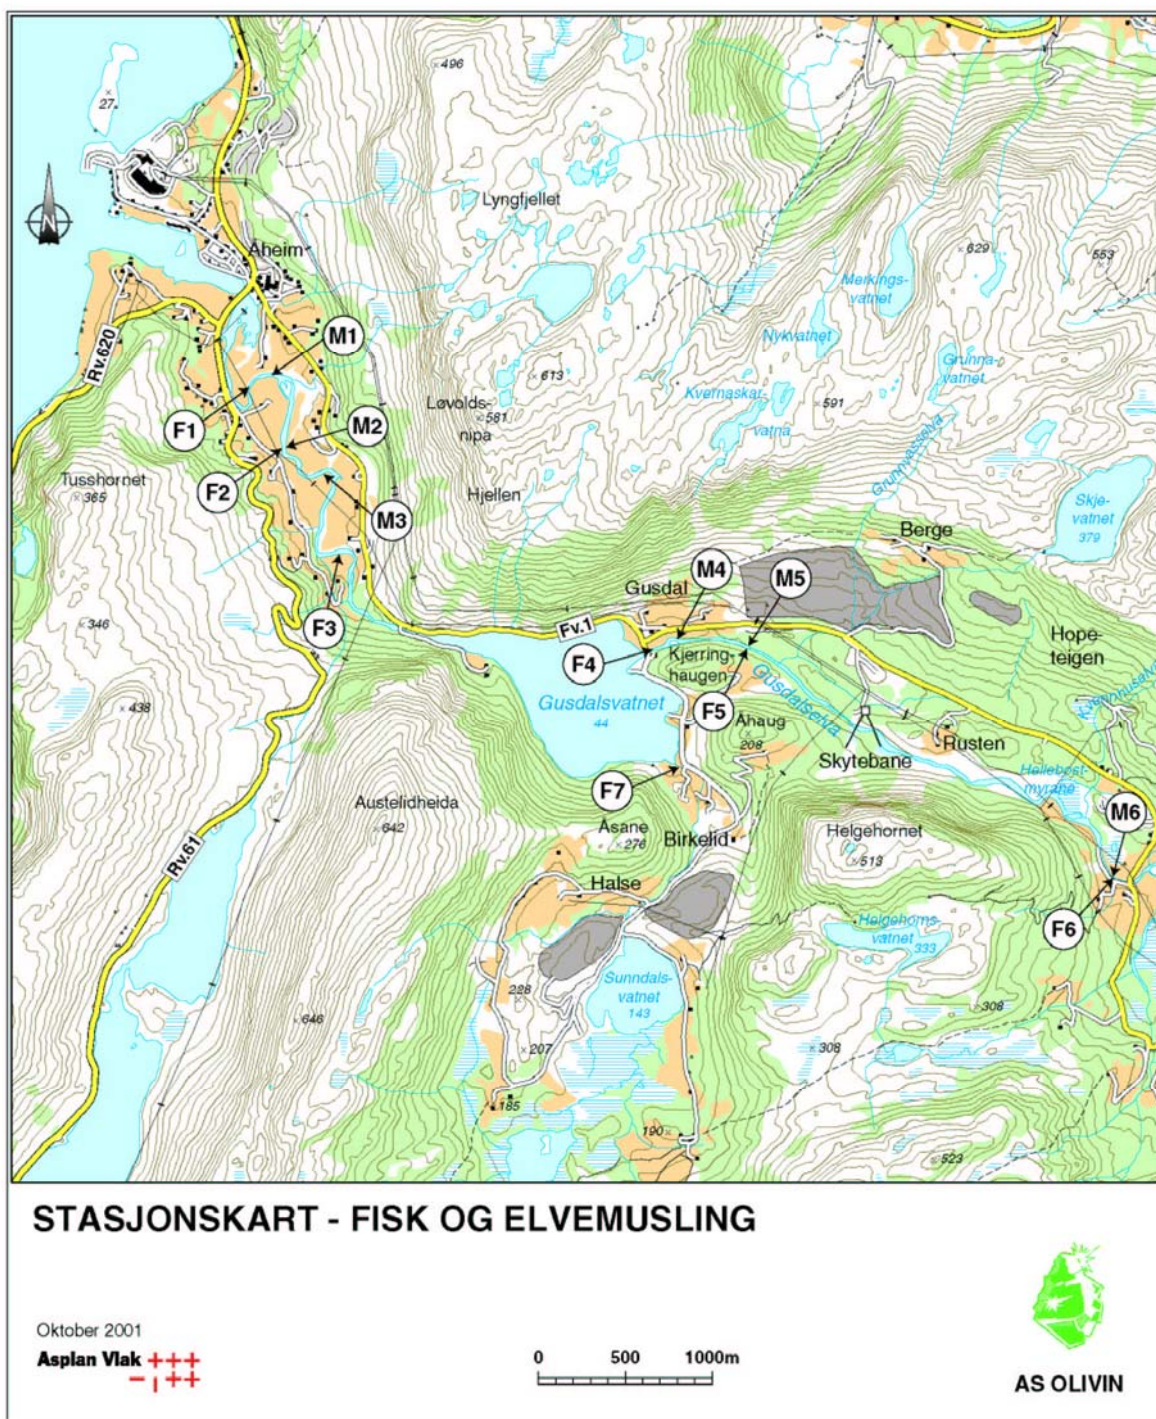 496
27
Lyngfjellet
N
Åheim
629
553
Merkings-
vatnet
M1
Nykvatnet
Rv.620
Grunna-
vatnet
613
Kvernaskar-
vatna
591
Løvolds-
581
nipa
F1
M2
Tusshornet
365
F2
Hjellen
Grunnvasselva
Skje-
vatnet
379
M3
Berge
M4
M5
Gusdal
346
F3
Fv.1
Hope-
teigen
F4
Kjerring-
haugen
Gusdalselva
Kverinnuselva
438
Gusdalsvatnet
44
F5
Åhaug
208
Rusten
Skytebane
Hellebost-
myrane
F7
Austelidheida
642
M6
Åsane
276
Birkelid
Helgehornet
513
Rv.61
Halse
Helgehorns-
vatnet 333
F6
228
Sunndals-
vatnet
143
646
308
207
308
185
190
523
STASJONSKART - FISK OG ELVEMUSLING
Oktober 2001
Asplan Viak
0 500 1000m
AS OLIVIN